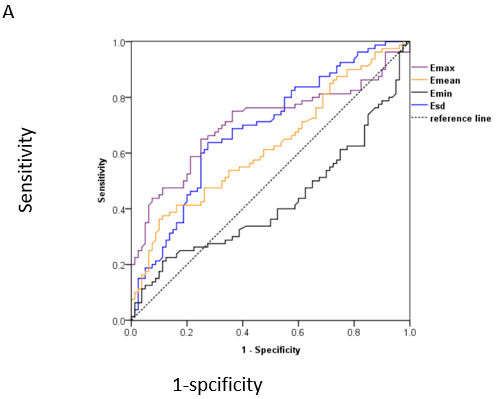 A
Sensitivity
Sensitivity
1.0
0.8
0.6
0.4
0.2
0.0
0.0 0.2 0.4 0.6 0.8 1.0
1 - Specificity
Emax
Emean
Emin
Esd
reference line
1-spcificity